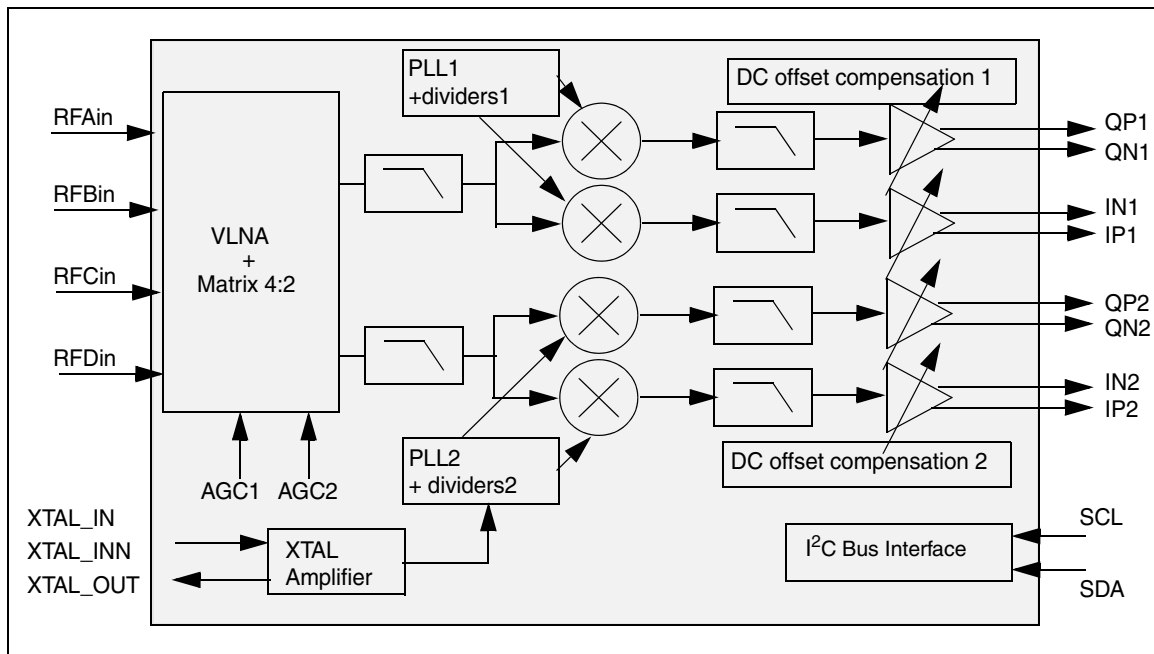 PLL1
+dividers1
DC offset compensation 1
RFAin
RFBin
RFCin
RFDin
VLNA
+
Matrix 4:2
QP1
QN1
IN1
IP1
QP2
QN2
IN2
IP2
PLL2
+ dividers2
DC offset compensation 2
AGC1
AGC2
XTAL_IN
XTAL_INN
XTAL_OUT
XTAL
Amplifier
I²C Bus Interface
SCL
SDA